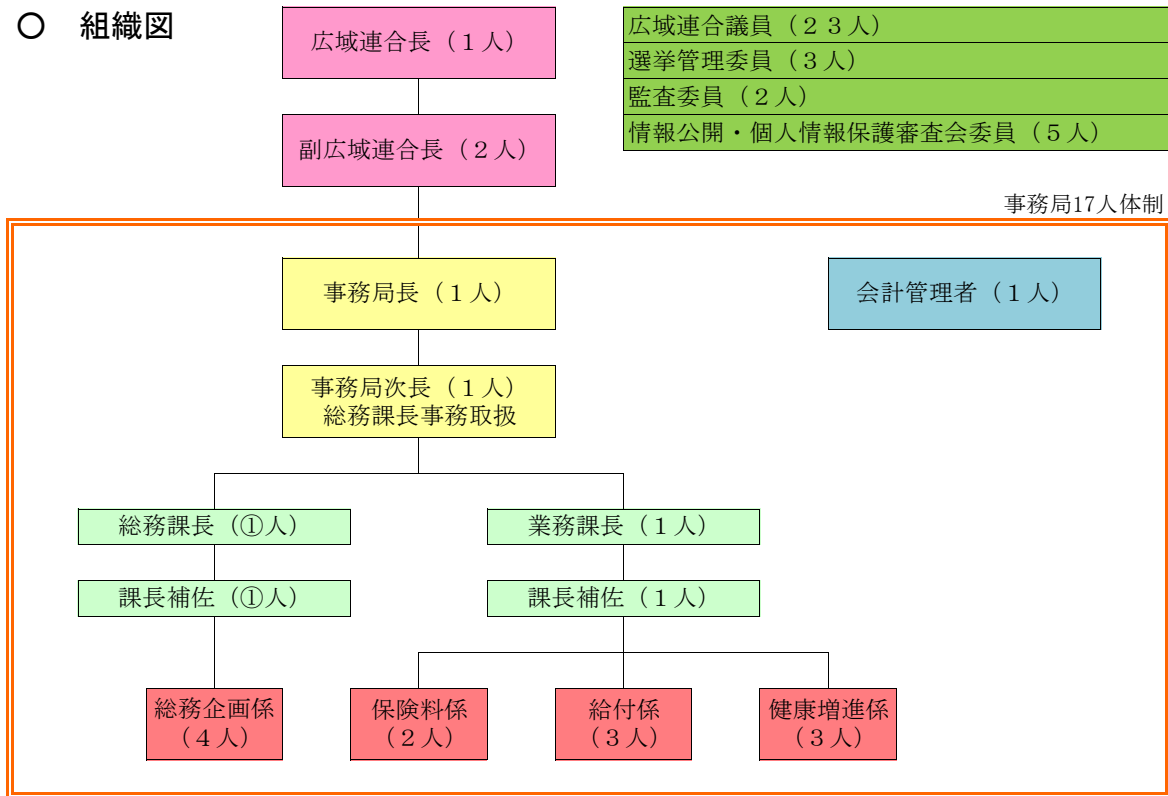 ○　組織図
広域連合長（１人）
副広域連合長（２人）
広域連合議員（２３人）
選挙管理委員（３人）
監査委員（２人）
情報公開・個人情報保護審査会委員（５人）
事務局17人体制
事務局長（１人）
会計管理者（１人）
事務局次長（１人）
総務課長事務取扱
総務課長（①人）
業務課長（１人）
課長補佐（①人）
課長補佐（１人）
総務企画係
（４人）
保険料係
（２人）
給付係
（３人）
健康増進係
（３人）